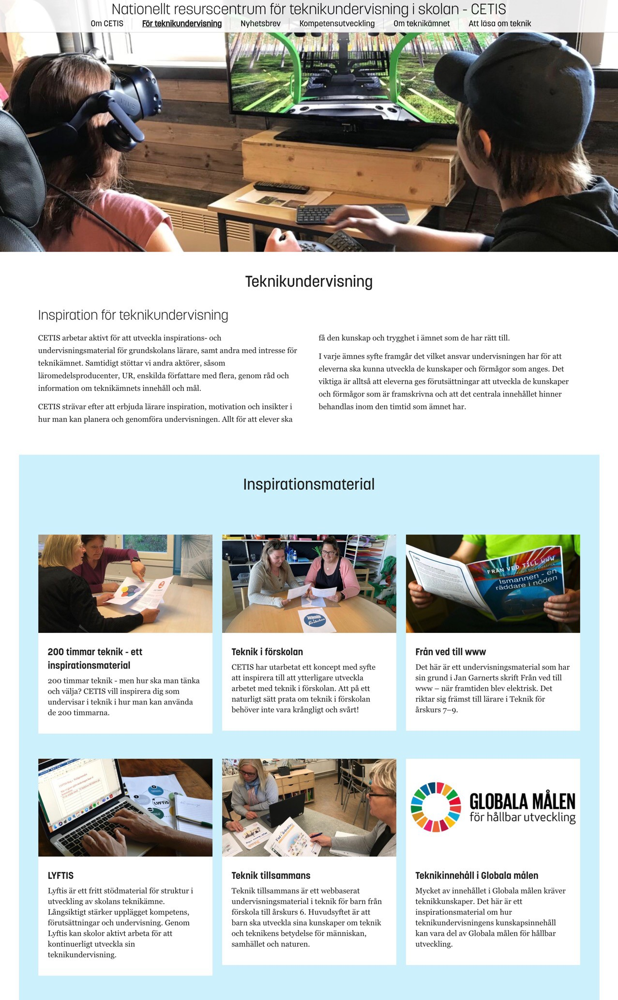 Nationellt resurscentrum för teknikundervisning i skolan - CETIS
Om CETIS
För teknikundervisning
Nyhetsbrev
Kompetensutveckling
Om teknikämnet
Att läsa om teknik
VIVE
Teknikundervisning
Inspiration för teknikundervisning
CETIS arbetar aktivt för att utveckla inspirations- och
undervisningsmaterial för grundskolans lärare, samt andra med intresse för
teknikämnet. Samtidigt stöttar vi andra aktörer, såsom
läromedelsproducenter, UR, enskilda författare med flera, genom råd och
information om teknikämnets innehåll och mål.
CETIS strävar efter att erbjuda lärare inspiration, motivation och insikter i
hur man kan planera och genomföra undervisningen. Allt för att elever ska
få den kunskap och trygghet i ämnet som de har rätt till.
I varje ämnes syfte framgår det vilket ansvar undervisningen har för att
eleverna ska kunna utveckla de kunskaper och förmågor som anges. Det
viktiga är alltså att eleverna ges förutsättningar att utveckla de kunskaper
och förmågor som är framskrivna och att det centrala innehållet hinner
behandlas inom den timtid som ämnet har.
Inspirationsmaterial
200 timmar teknik - ett
inspirationsmaterial
200 timmar teknik - men hur ska man tänka
och välja? CETIS vill inspirera dig som
undervisar i teknik i hur man kan använda
de 200 timmarna.
Teknik i
förskolan
Teknik i förskolan
CETIS har utarbetat ett koncept med syfte
att inspirera till att ytterligare utveckla
arbetet med teknik i förskolan. Att på ett
naturligt sätt prata om teknik i förskolan
behöver inte vara krångligt och svårt!
FRÅN VED TILL WWW
när framtiden blev elektrisk
Ismannen - en
räddare i nöden
Från ved till www
Det här är ett undervisningsmaterial som har
sin grund i Jan Garnerts skrift Från ved till
www – när framtiden blev elektrisk. Det
riktar sig främst till lärare i Teknik för
årskurs 7–9.
LYFTIS
LYFTIS
Lyftis är ett fritt stödmaterial för struktur i
utveckling av skolans teknikämne.
Långsiktigt stärker upplägget kompetens,
förutsättningar och undervisning. Genom
Lyftis kan skolor aktivt arbeta för att
kontinuerligt utveckla sin
teknikundervisning.
Teknik tillsammans
Teknik tillsammans är ett webbaserat
undervisningsmaterial i teknik för barn från
förskola till årskurs 6. Huvudsyftet är att
barn ska utveckla sina kunskaper om teknik
och teknikens betydelse för människan,
samhället och naturen.
GLOBALA MÅLEN
för hållbar utveckling
Teknikinnehåll i Globala målen
Mycket av innehållet i Globala målen kräver
teknikkunskaper. Det här är ett
inspirationsmaterial om hur
teknikundervisningens kunskapsinnehåll
kan vara del av Globala målen för hållbar
utveckling.